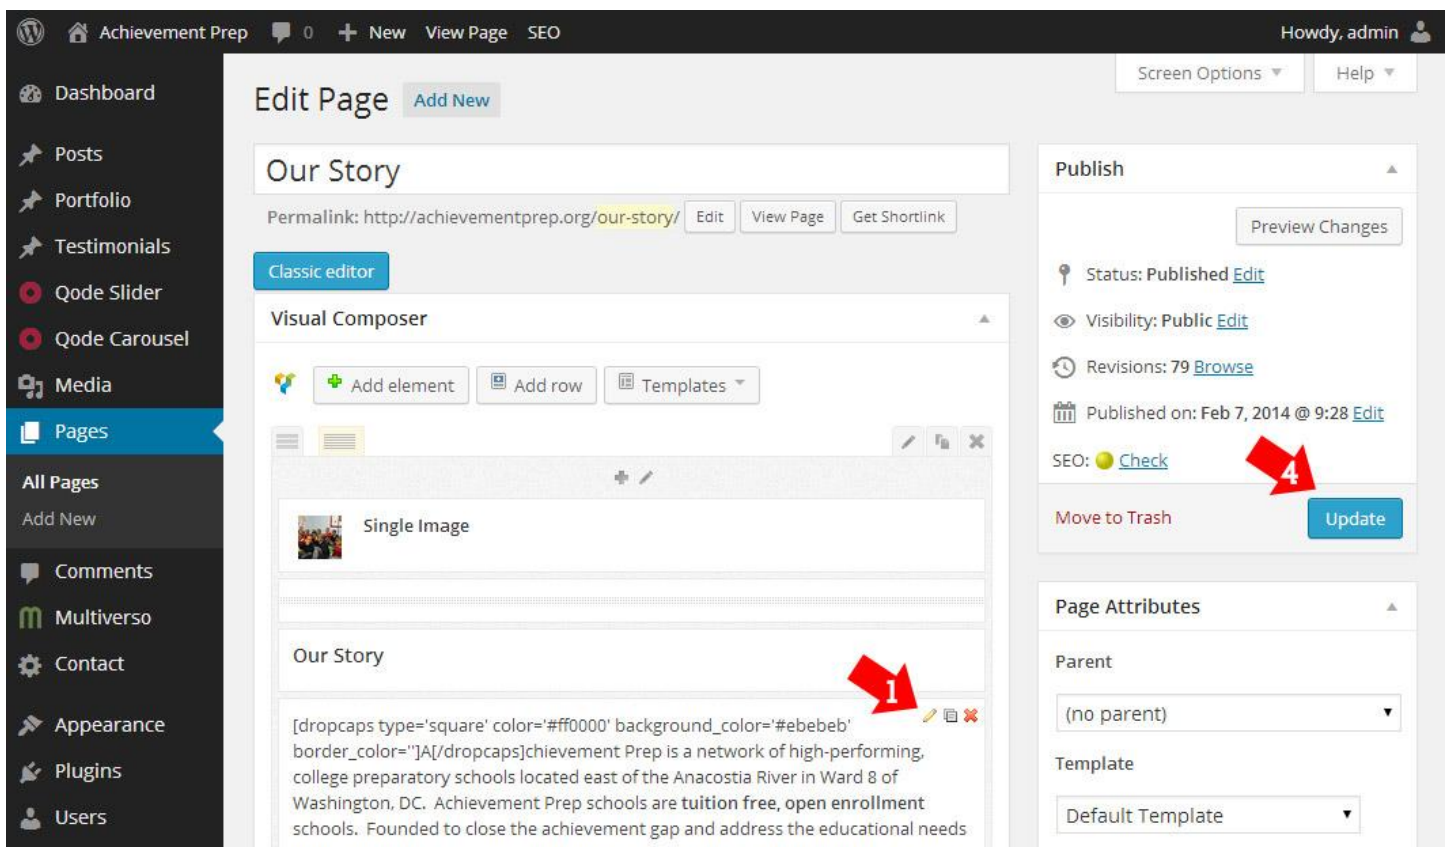 Achievement Prep 0 New View Page SEO Howdy, admin
Dashboard
Posts
Portfolio
Testimonials
Qode Slider
Qode Carousel
Media
Pages
All Pages
Add New
Comments
Multiverso
Contact
Appearance
Plugins
Users
Screen Options Help
Edit Page Add New
Our Story
Permalink: http://achievementprep.org/our-story/ Edit View Page Get Shortlink
Classic editor
Visual Composer
Add element Add row Templates
Single Image
Our Story
1
[dropcaps type='square' color='#ff0000' background_color='#ebebeb'
border_color='']A[/dropcaps]chievement Prep is a network of high-performing,
college preparatory schools located east of the Anacostia River in Ward 8 of
Washington, DC. Achievement Prep schools are tuition free, open enrollment
schools. Founded to close the achievement gap and address the educational needs
Publish
Preview Changes
Status: Published Edit
Visibility: Public Edit
Revisions: 79 Browse
Published on: Feb 7, 2014 @ 9:28 Edit
SEO: Check
4
Move to Trash Update
Page Attributes
Parent
(no parent)
Template
Default Template